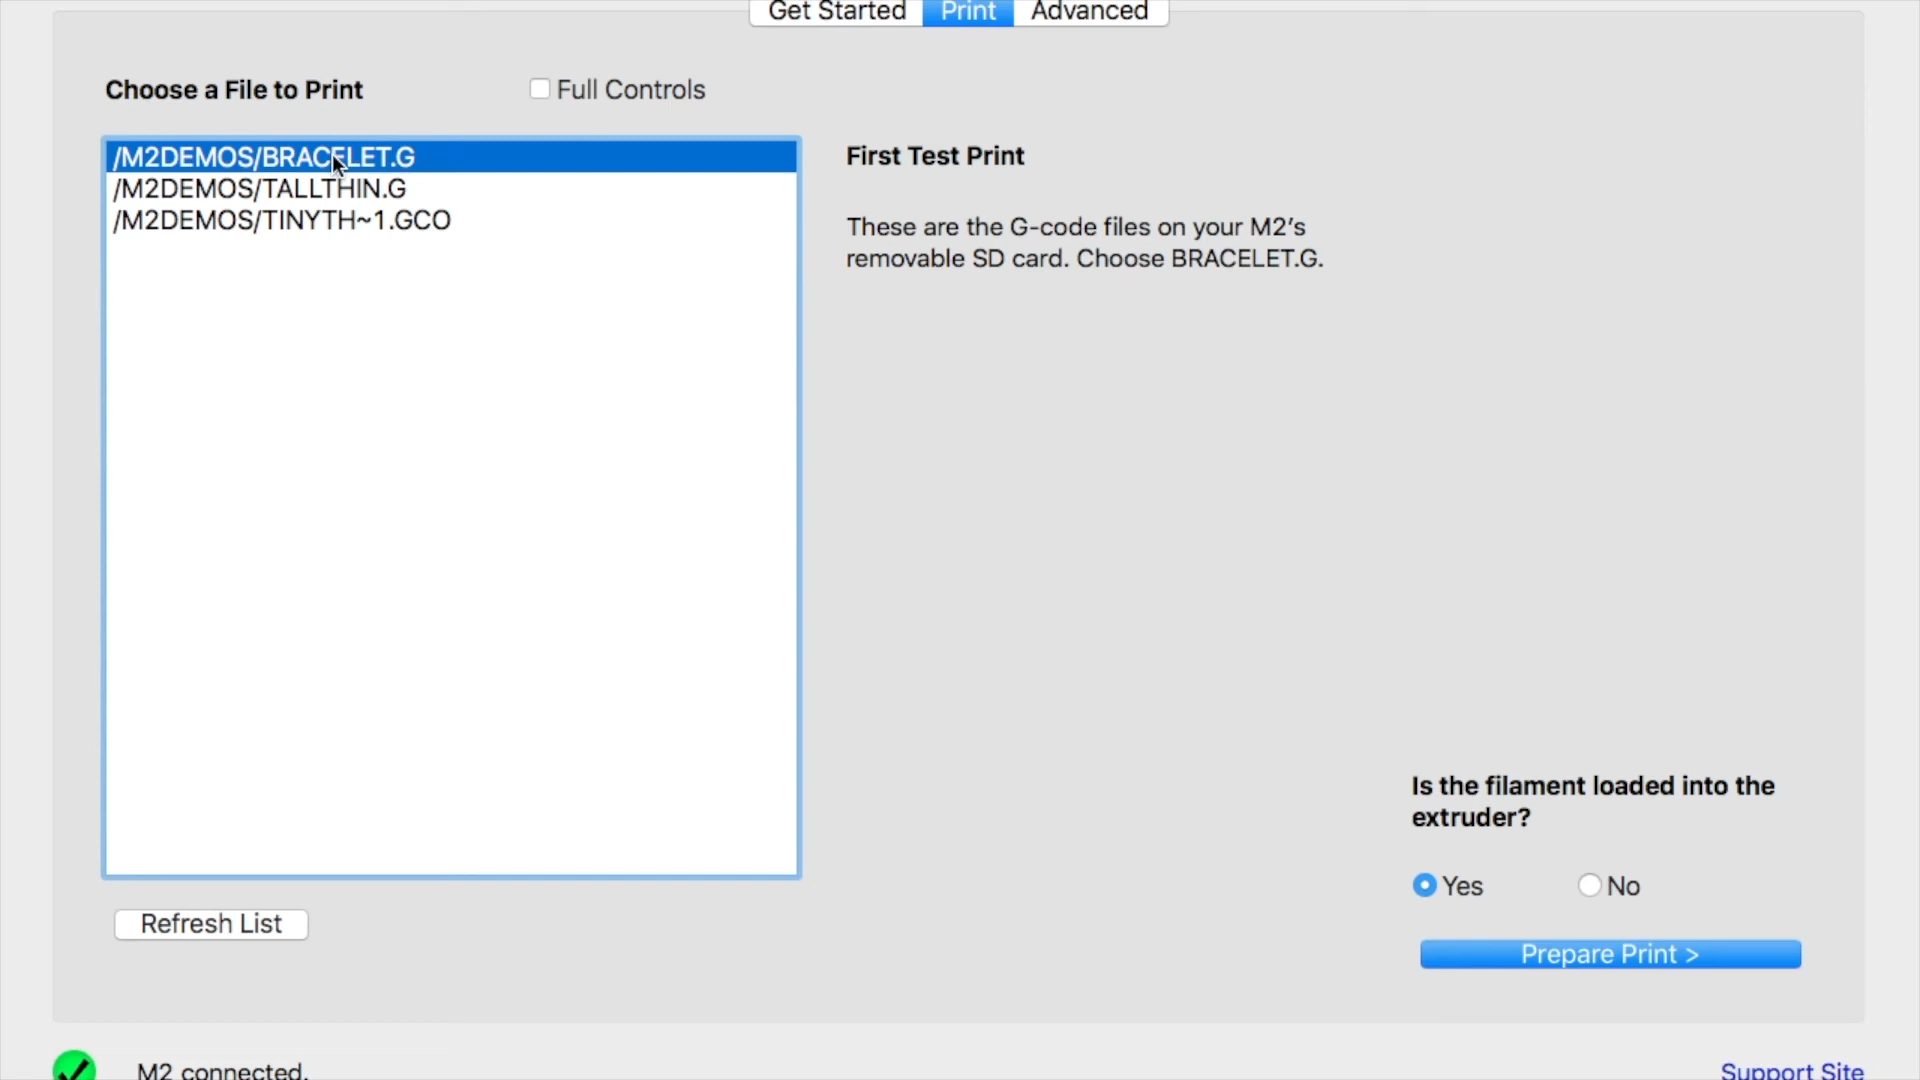 Get Started Print Advanced
Choose a File to Print Full Controls
/M2DEMOS/BRACELET.G
/M2DEMOS/TALLTHIN.G
/M2DEMOS/TINYTH~1.GCO
Refresh List
First Test Print
These are the G-code files on your M2’s
removable SD card. Choose BRACELET.G.
Is the filament loaded into the
extruder?
Yes No
Prepare Print >
M2 connected.
Support Site